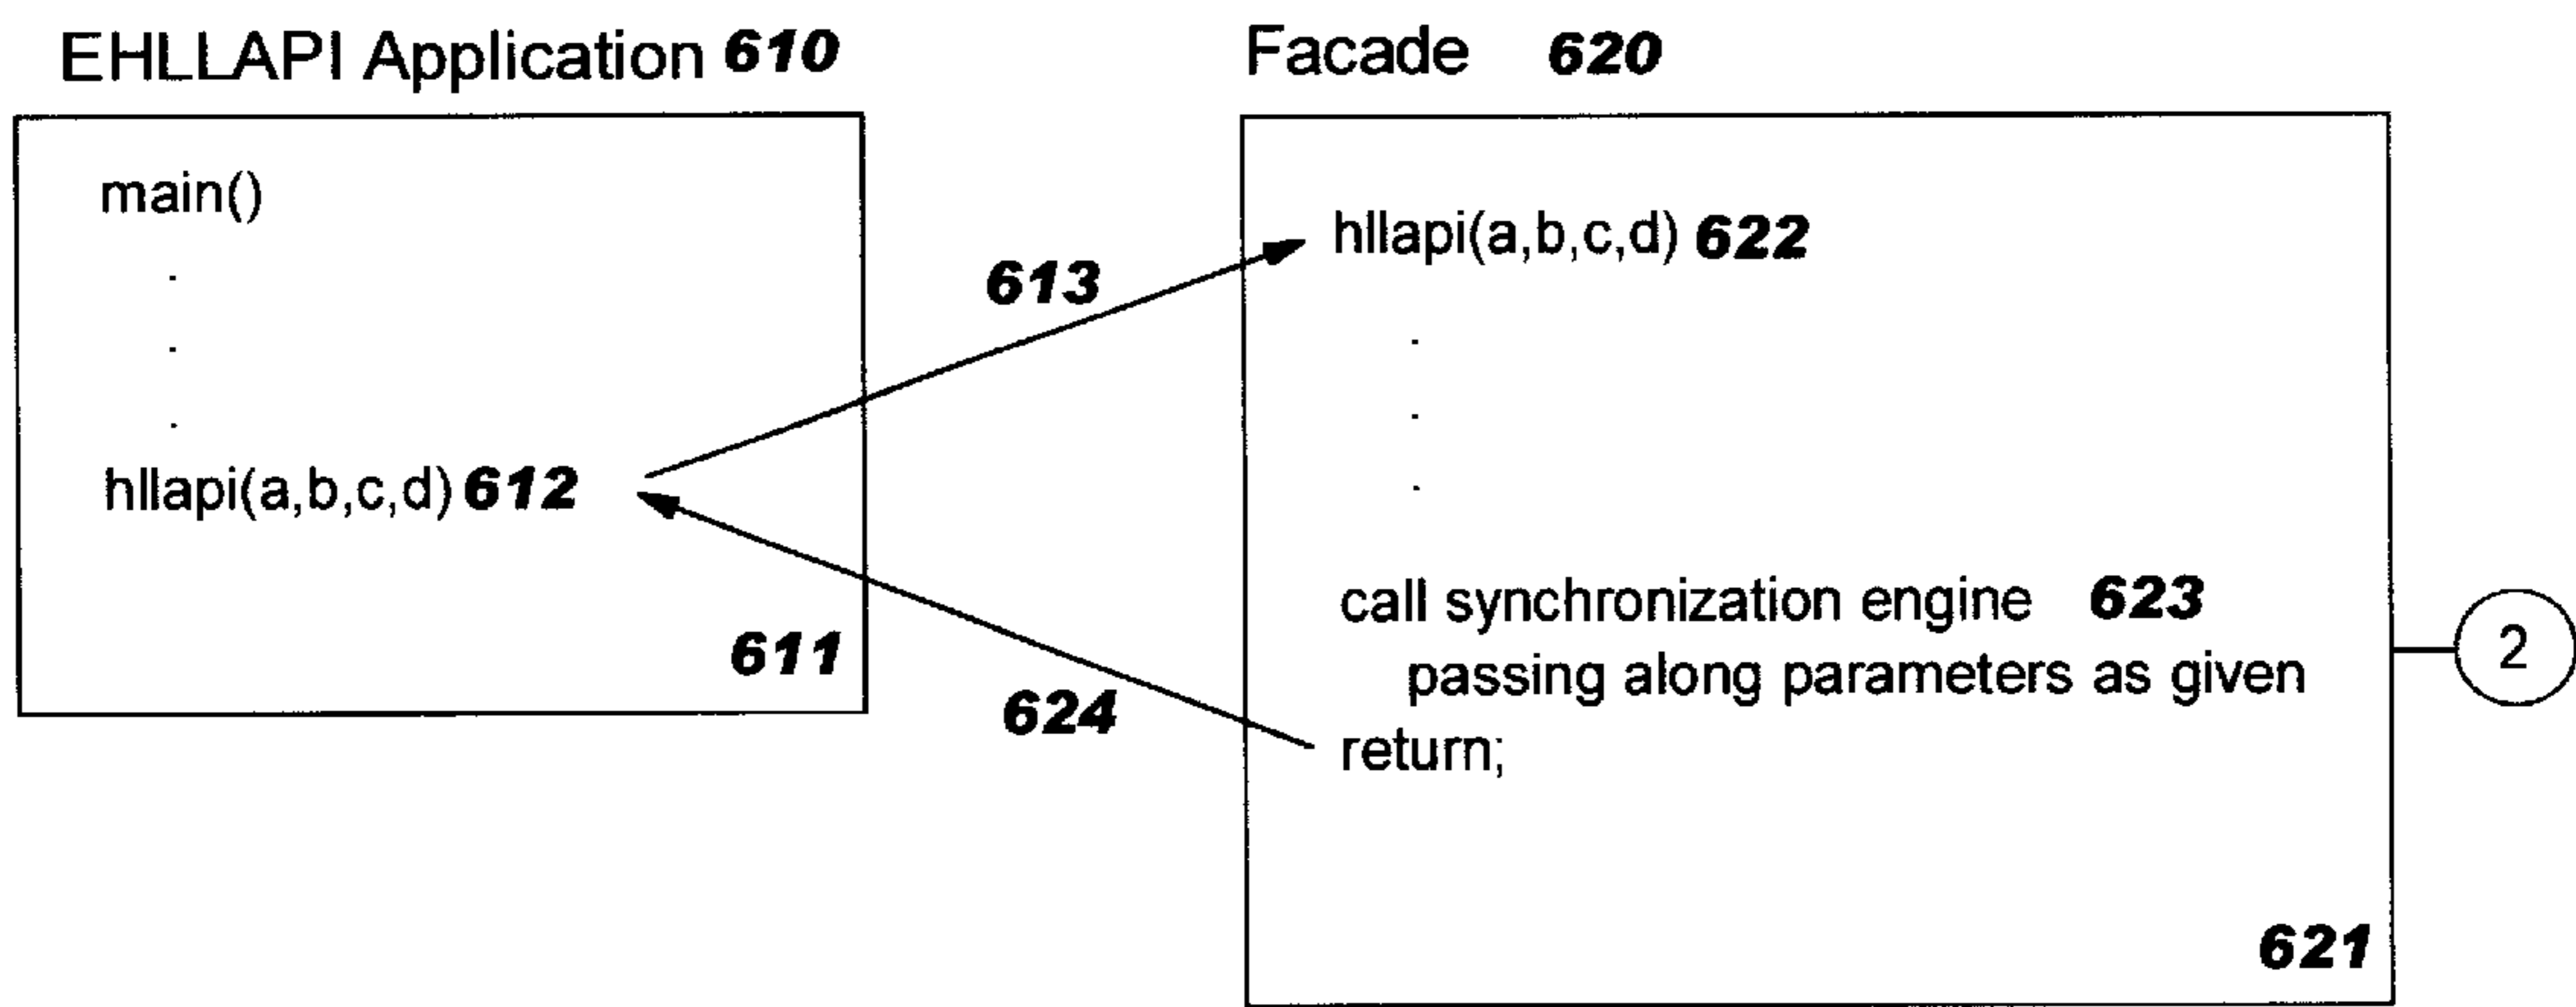 EHLLAPI Application 610
main()
.
.
.
hllapi(a,b,c,d) 612
611
613
624
Facade 620
hllapi(a,b,c,d) 622
.
.
.
call synchronization engine 623
passing along parameters as given
return;
621
2